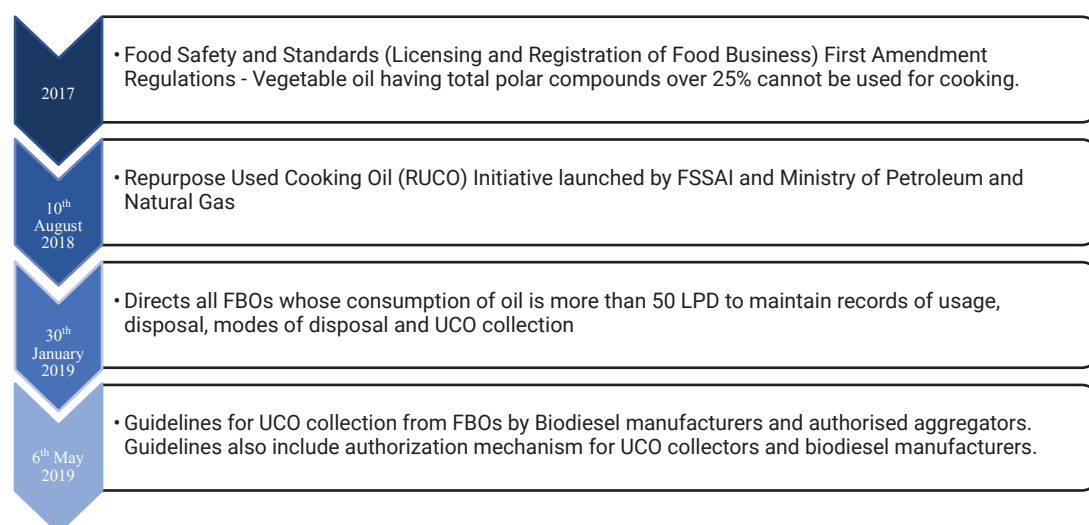 2017
• Food Safety and Standards (Licensing and Registration of Food Business) First Amendment
Regulations - Vegetable oil having total polar compounds over 25% cannot be used for cooking.
10th
August
2018
• Repurpose Used Cooking Oil (RUCO) Initiative launched by FSSAI and Ministry of Petroleum and
Natural Gas
30th
January
2019
• Directs all FBOs whose consumption of oil is more than 50 LPD to maintain records of usage,
disposal, modes of disposal and UCO collection
6th May
2019
• Guidelines for UCO collection from FBOs by Biodiesel manufacturers and authorised aggregators.
Guidelines also include authorization mechanism for UCO collectors and biodiesel manufacturers.